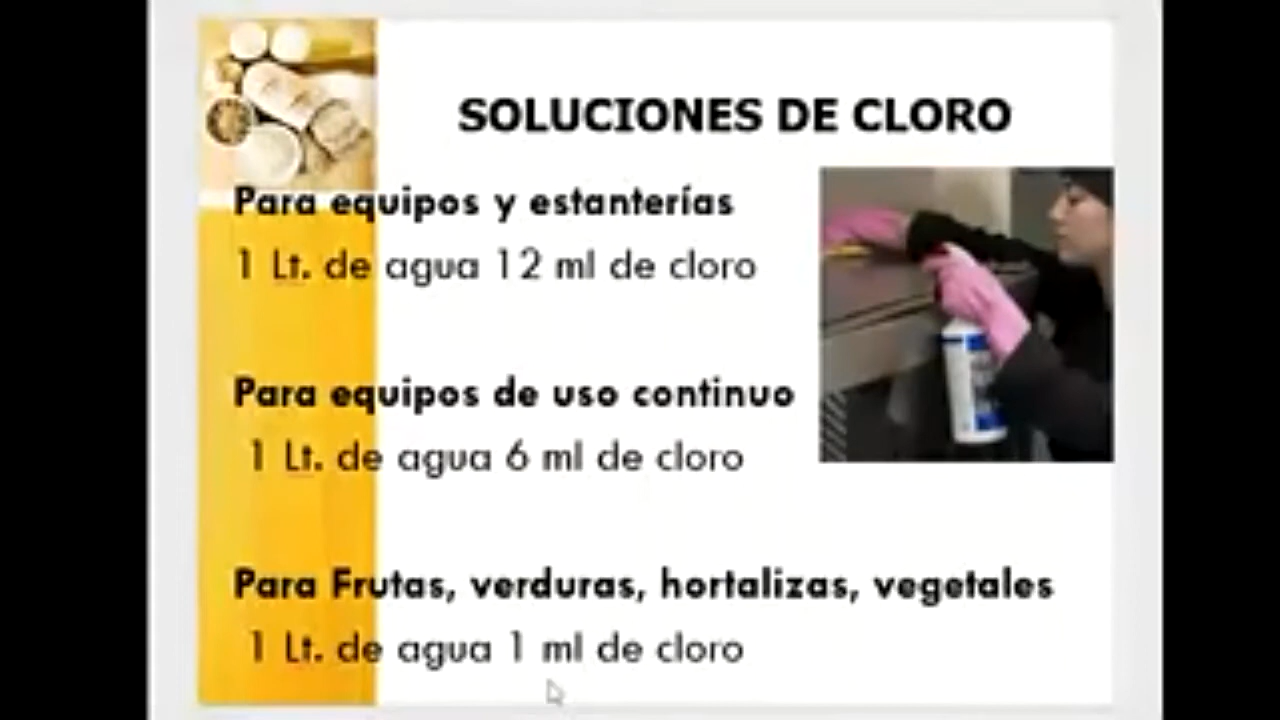 SOLUCIONES DE CLORO
Para equipos y estanterías
1 Lt. de agua 12 ml de cloro
Para equipos de uso continuo
1 Lt. de agua 6 ml de cloro
Para Frutas, verduras, hortalizas, vegetales
1 Lt. de agua 1 ml de cloro